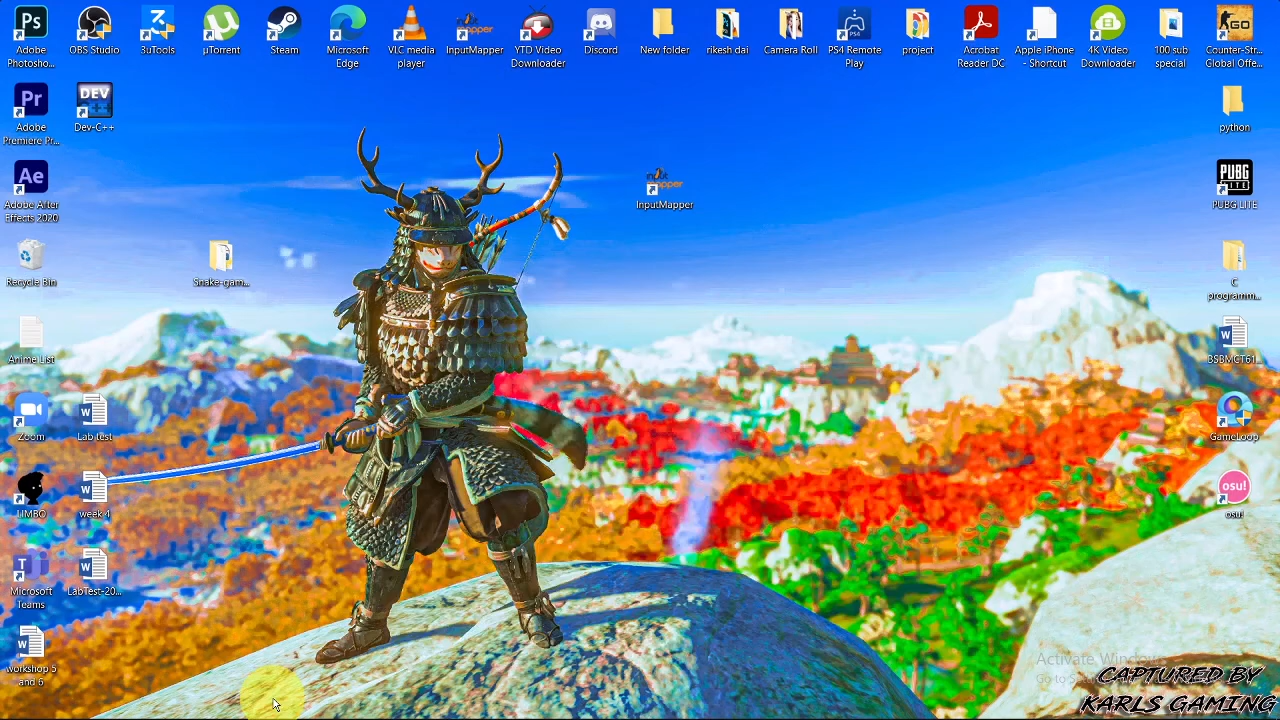 Adobe
Photosho...
OBS Studio
3uTools
µTorrent
Steam
Microsoft
Edge
VLC media
player
InputMapper
YTD Video
Downloader
Discord
New folder
rikesh dai
Camera Roll
PS4 Remote
Play
project
Acrobat
Reader DC
Apple iPhone
- Shortcut
4K Video
Downloader
100 sub
special
Counter-Str...
Global Offe...
Adobe
Premiere Pr...
Dev-C++
python
Adobe After
Effects 2020
InputMapper
PUBG LITE
Recycle Bin
Snake-gam...
C
programm...
Anime List
BSBMCT61...
Zoom
Lab test
GameLoop
LIMBO
week 4
osu!
Microsoft
Teams
LabTest-20...
workshop 5
and 6
Activate Windows
CAPTURED BY
KARLS GAMING